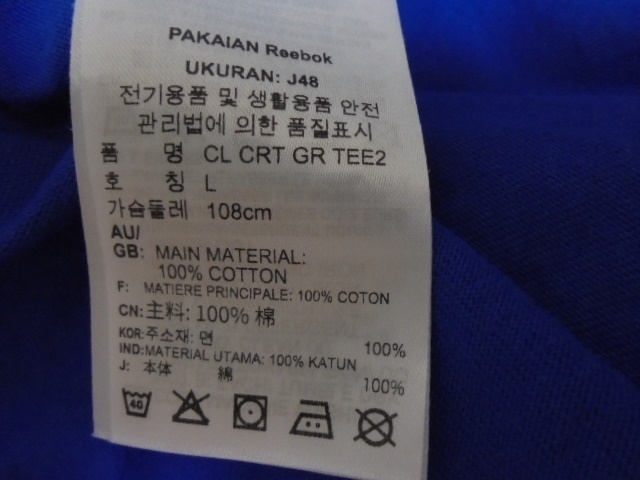 PAKAIAN Reebok
UKURAN: J48
전기용품 및 생활용품 안전
관리법에 의한 품질표시
품 명 CL CRT GR TEE2
호 칭 L
가슴둘레 108cm
AU/
GB: MAIN MATERIAL:
100% COTTON
F: MATIERE PRINCIPALE: 100% COTON
CN:主料: 100% 棉
KOR:주소재: 면 100%
IND:MATERIAL UTAMA: 100% KATUN
J: 本体 綿 100%
40